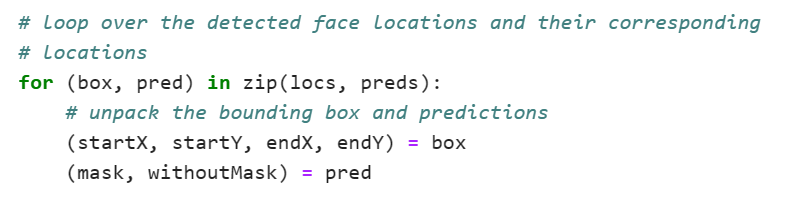 # loop over the detected face locations and their corresponding
# locations
for (box, pred) in zip(locs, preds):
    # unpack the bounding box and predictions
    (startX, startY, endX, endY) = box
    (mask, withoutMask) = pred